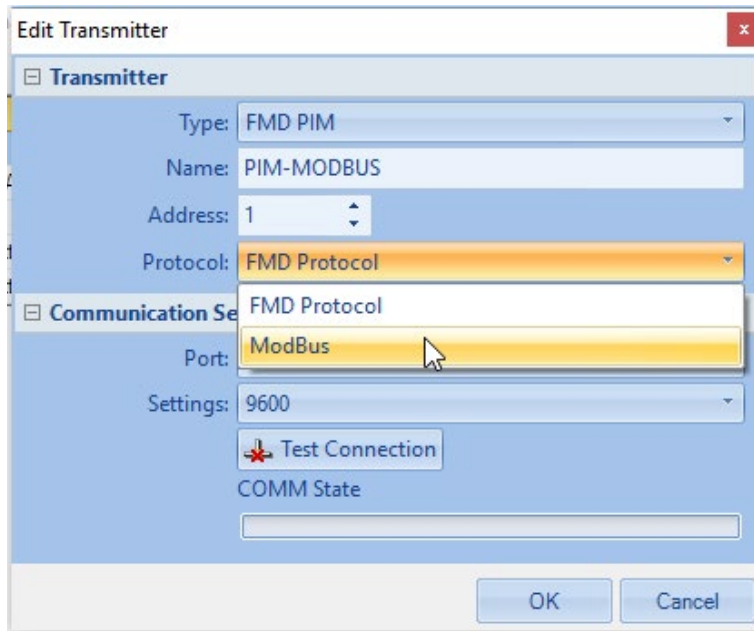 Edit Transmitter
x
Transmitter
Type: FMD PIM
Name: PIM-MODBUS
Address: 1
Protocol: FMD Protocol
FMD Protocol
Communication Se
ModBus
Port:
Settings: 9600
Test Connection
COMM State
OK Cancel